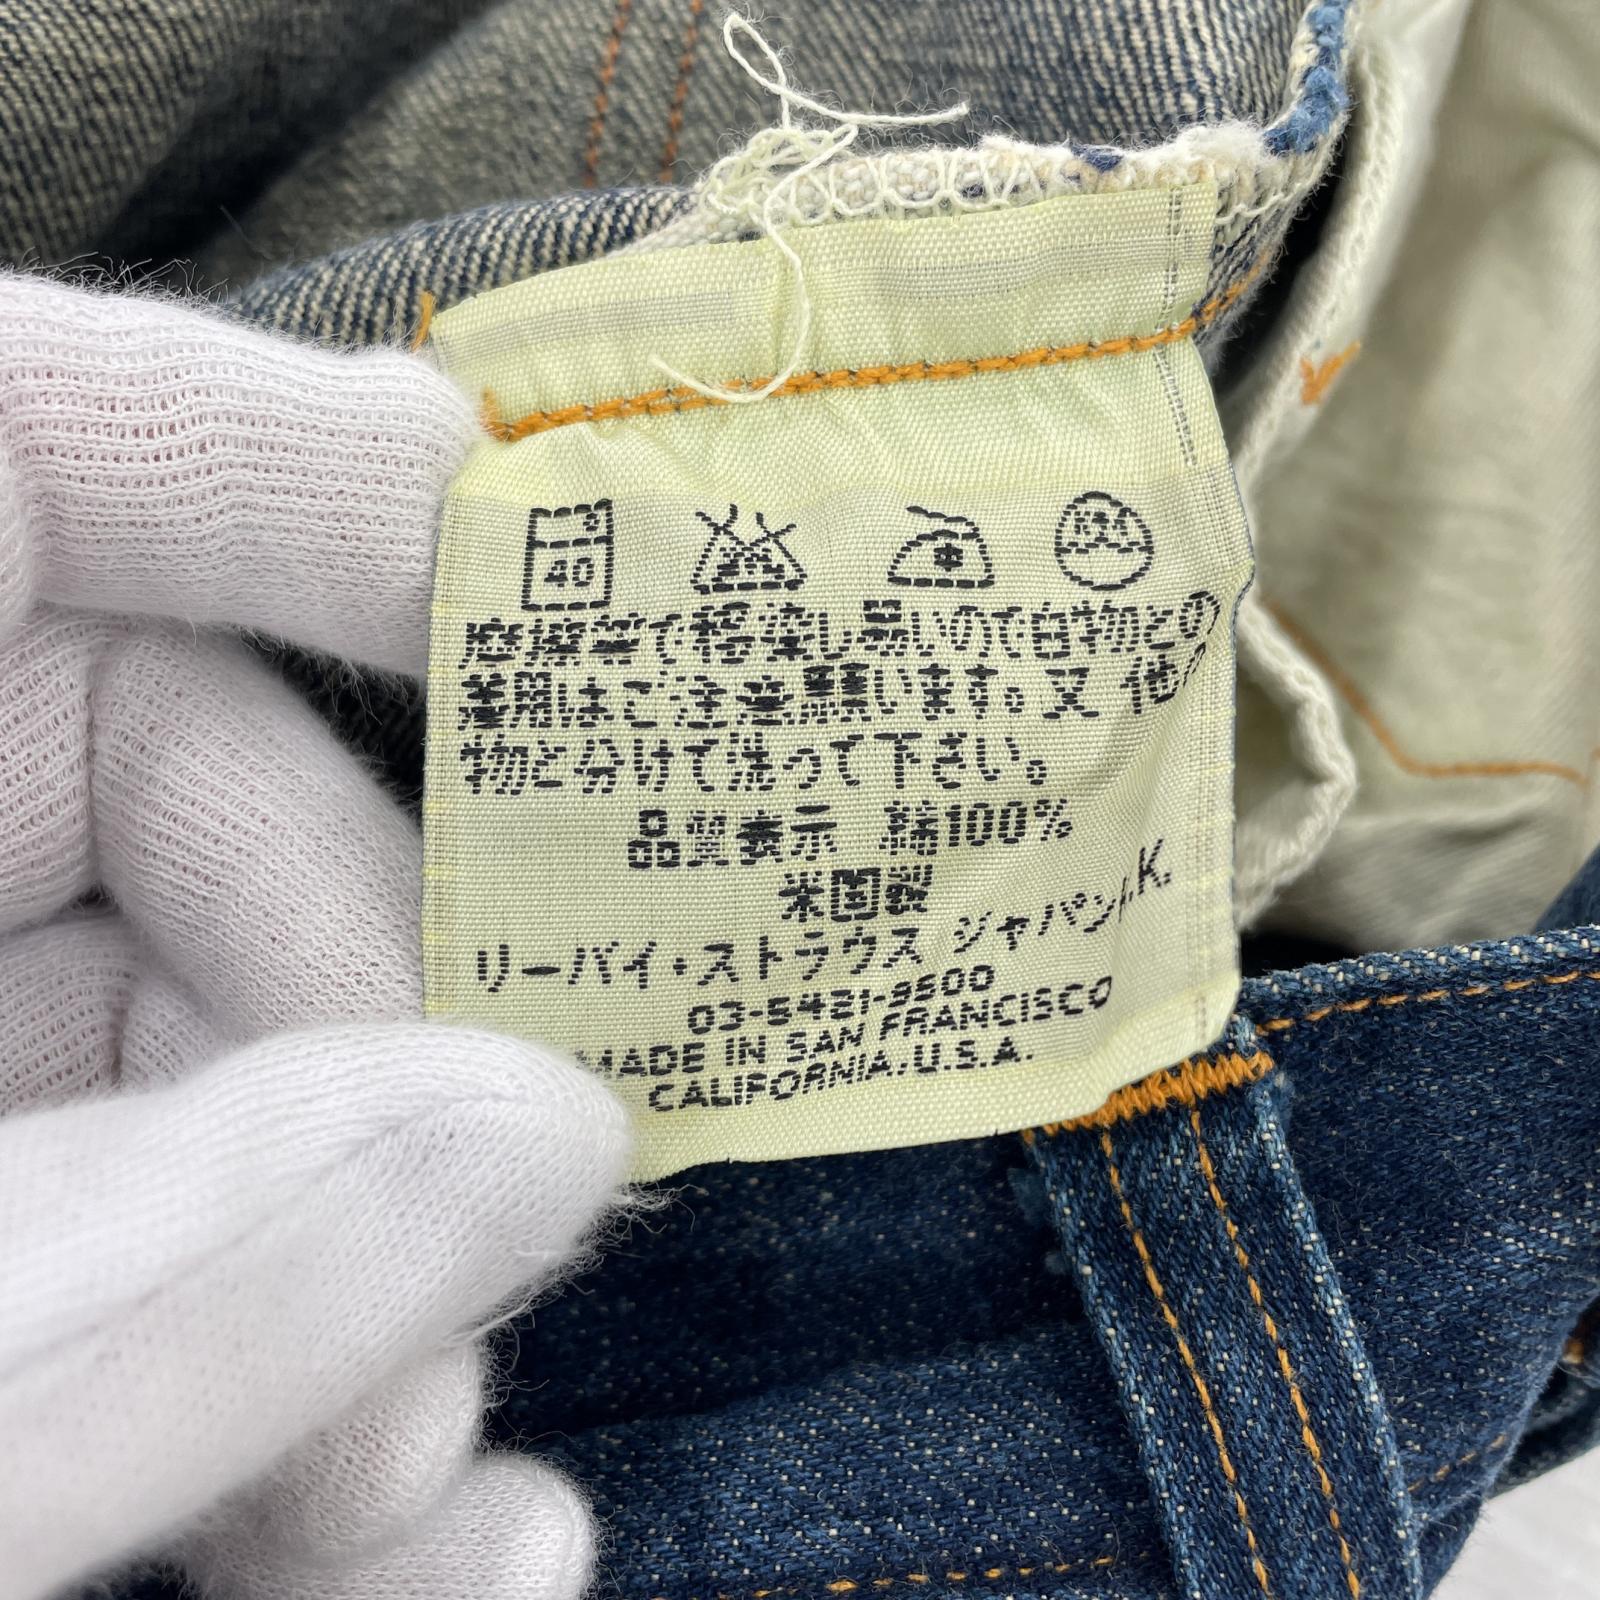 40 中
摩擦等で移染し易いので白物との
着用はご注意願います。又 他の
物と分けて洗って下さい。
品質表示 綿100%
米国製
リーバイ・ストラウス ジャパン K.K.
03-5421-9600
MADE IN SAN FRANCISCO
CALIFORNIA, U.S.A.